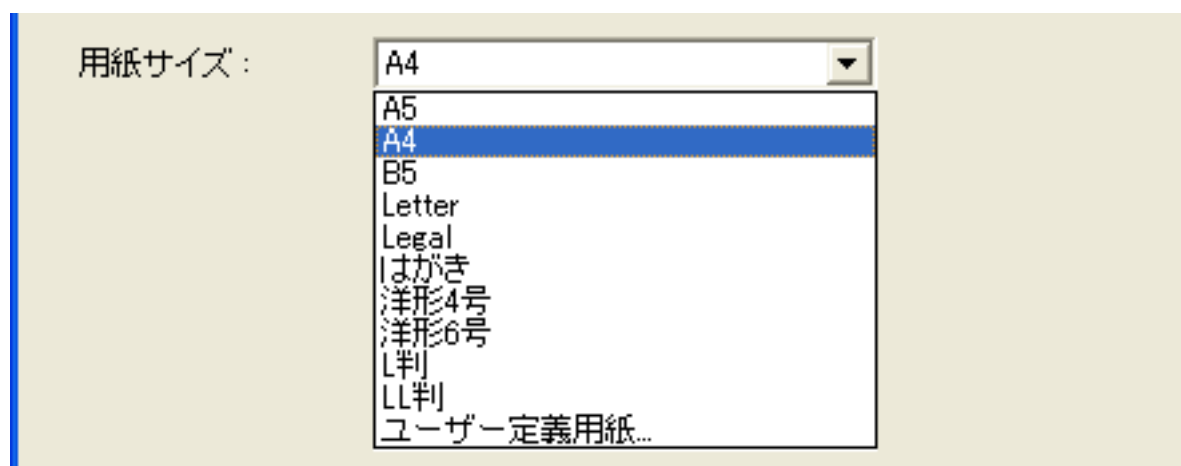 用紙サイズ： A4
A5
A4
B5
Letter
Legal
はがき
洋形4号
洋形6号
L判
LL判
ユーザー定義用紙...